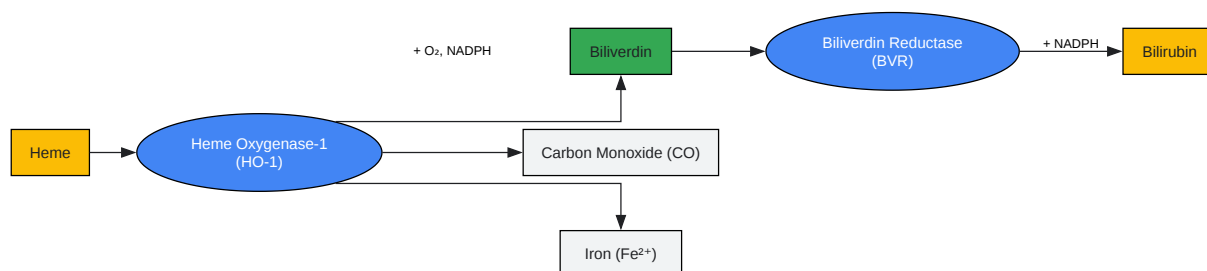 + O₂, NADPH
Biliverdin
Biliverdin Reductase
(BVR)
+ NADPH
Bilirubin
Heme
Heme Oxygenase-1
(HO-1)
Carbon Monoxide (CO)
Iron (Fe²⁺)